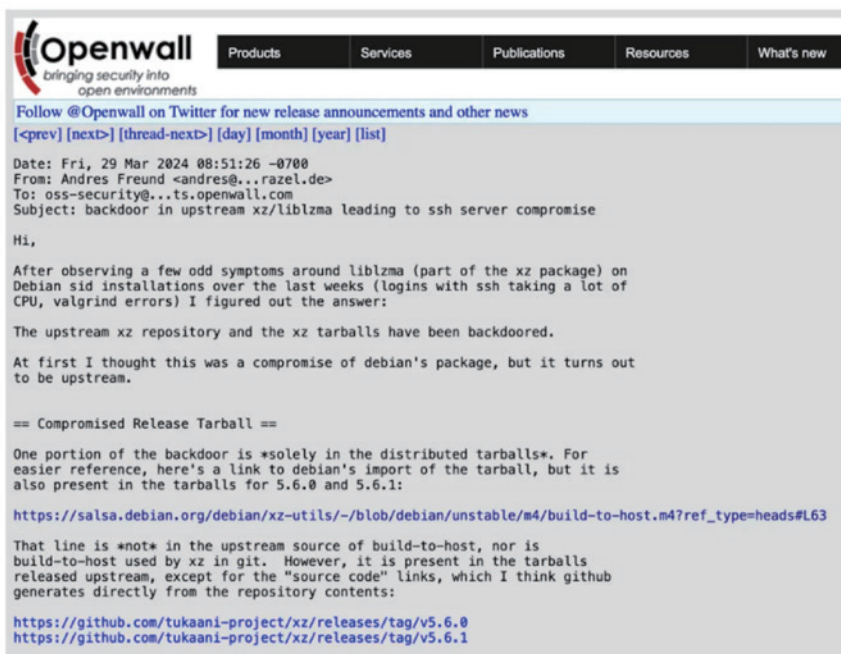 Openwall
bringing security into
open environments
Products Services Publications Resources What's new
Follow @Openwall on Twitter for new release announcements and other news
[<prev] [next>] [thread-next>] [day] [month] [year] [list]
Date: Fri, 29 Mar 2024 08:51:26 -0700
From: Andres Freund <andres@...razel.de>
To: oss-security@...ts.openwall.com
Subject: backdoor in upstream xz/liblzma leading to ssh server compromise
Hi,
After observing a few odd symptoms around liblzma (part of the xz package) on
Debian sid installations over the last weeks (logins with ssh taking a lot of
CPU, valgrind errors) I figured out the answer:
The upstream xz repository and the xz tarballs have been backdoored.
At first I thought this was a compromise of debian's package, but it turns out
to be upstream.
== Compromised Release Tarball ==
One portion of the backdoor is *solely in the distributed tarballs*. For
easier reference, here's a link to debian's import of the tarball, but it is
also present in the tarballs for 5.6.0 and 5.6.1:
https://salsa.debian.org/debian/xz-utils/-/blob/debian/unstable/m4/build-to-host.m4?ref_type=heads#L63
That line is *not* in the upstream source of build-to-host, nor is
build-to-host used by xz in git.  However, it is present in the tarballs
released upstream, except for the "source code" links, which I think github
generates directly from the repository contents:
https://github.com/tukaani-project/xz/releases/tag/v5.6.0
https://github.com/tukaani-project/xz/releases/tag/v5.6.1